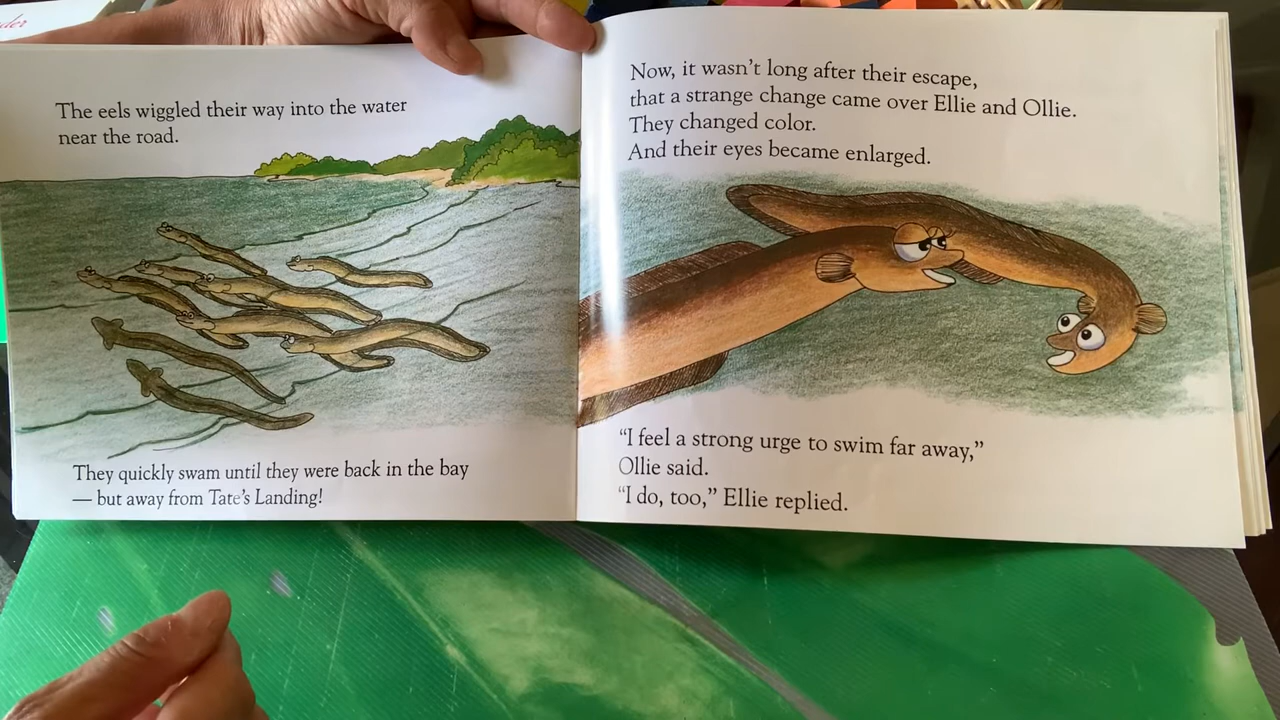 The eels wiggled their way into the water
near the road.
They quickly swam until they were back in the bay
— but away from Tate's Landing!
Now, it wasn't long after their escape,
that a strange change came over Ellie and Ollie.
They changed color.
And their eyes became enlarged.
“I feel a strong urge to swim far away,”
Ollie said.
“I do, too,” Ellie replied.